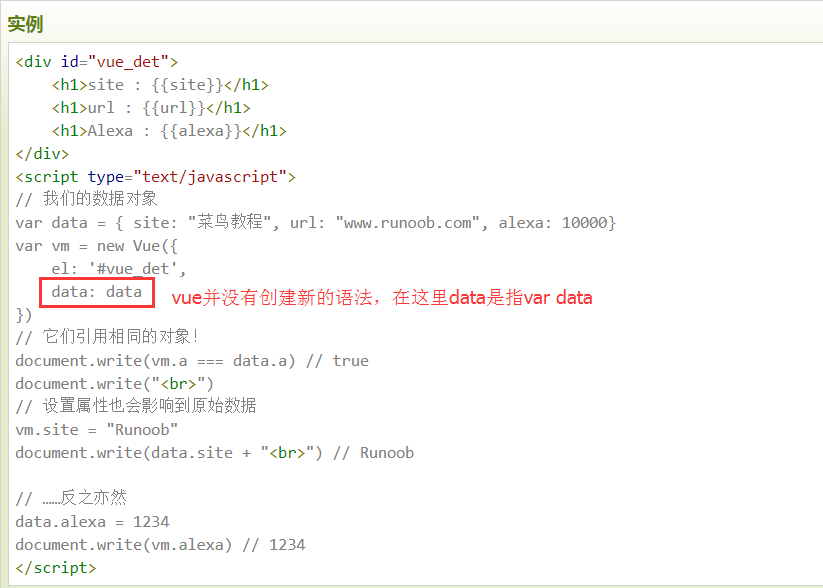 实例
<div id="vue_det">
    <h1>site : {{site}}</h1>
    <h1>url : {{url}}</h1>
    <h1>Alexa : {{alexa}}</h1>
</div>
<script type="text/javascript">
// 我们的数据对象
var data = { site: "菜鸟教程", url: "www.runoob.com", alexa: 10000}
var vm = new Vue({
    el: '#vue_det',
    data: data
vue并没有创建新的语法，在这里data是指var data
})
// 它们引用相同的对象！
document.write(vm.a === data.a) // true
document.write("<br>")
// 设置属性也会影响到原始数据
vm.site = "Runoob"
document.write(data.site + "<br>") // Runoob
// ……反之亦然
data.alexa = 1234
document.write(vm.alexa) // 1234
</script>